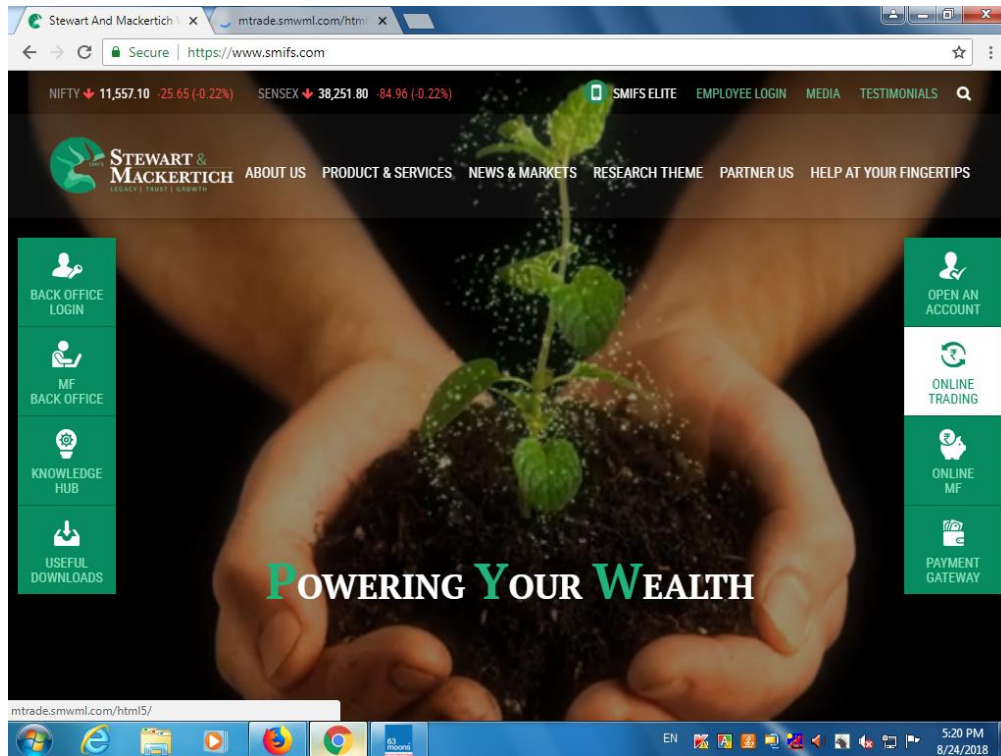 Stewart And Mackertich
mtrade.smwml.com/html
Secure | https://www.smifs.com
NIFTY 11,557.10 -25.65 (-0.22%) SENSEX 38,251.80 -84.96 (-0.22%) SMIFS ELITE EMPLOYEE LOGIN MEDIA TESTIMONIALS
STEWART &
MACKERTICH
LEGACY | TRUST | GROWTH
ABOUT US PRODUCT & SERVICES NEWS & MARKETS RESEARCH THEME PARTNER US HELP AT YOUR FINGERTIPS
BACK OFFICE
LOGIN
MF
BACK OFFICE
KNOWLEDGE
HUB
USEFUL
DOWNLOADS
OPEN AN
ACCOUNT
ONLINE
TRADING
ONLINE
MF
PAYMENT
GATEWAY
POWERING YOUR WEALTH
mtrade.smwml.com/html5/
63
moons
EN
5:20 PM
8/24/2018